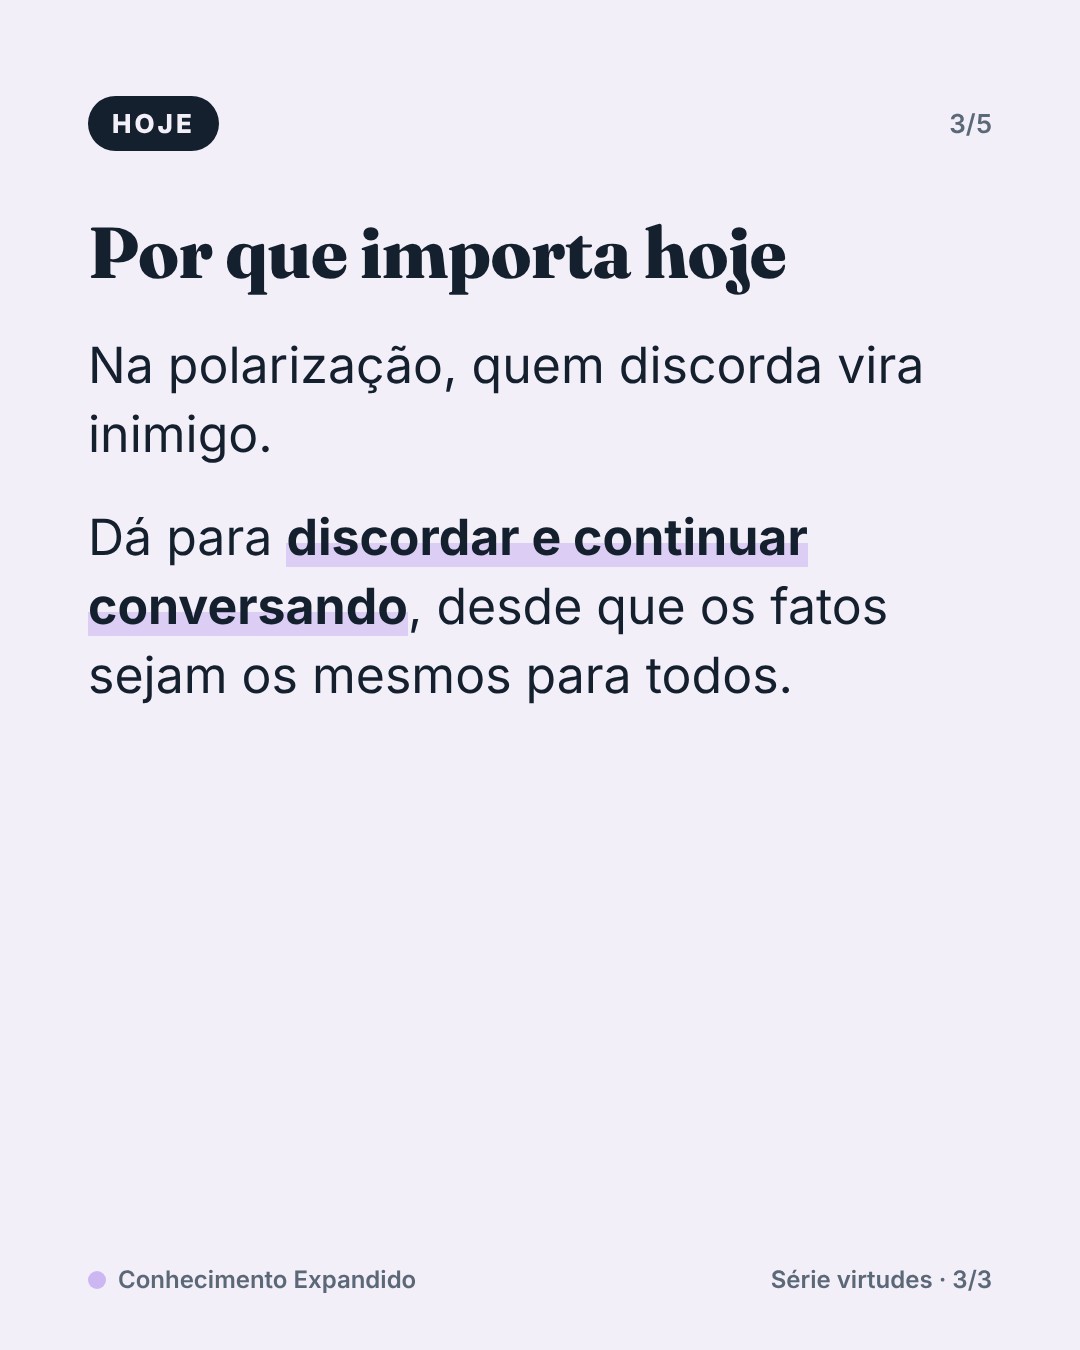 HOJE
3/5
Por que importa hoje
Na polarização, quem discorda vira
inimigo.
Dá para discordar e continuar
conversando, desde que os fatos
sejam os mesmos para todos.
Conhecimento Expandido
Série virtudes · 3/3